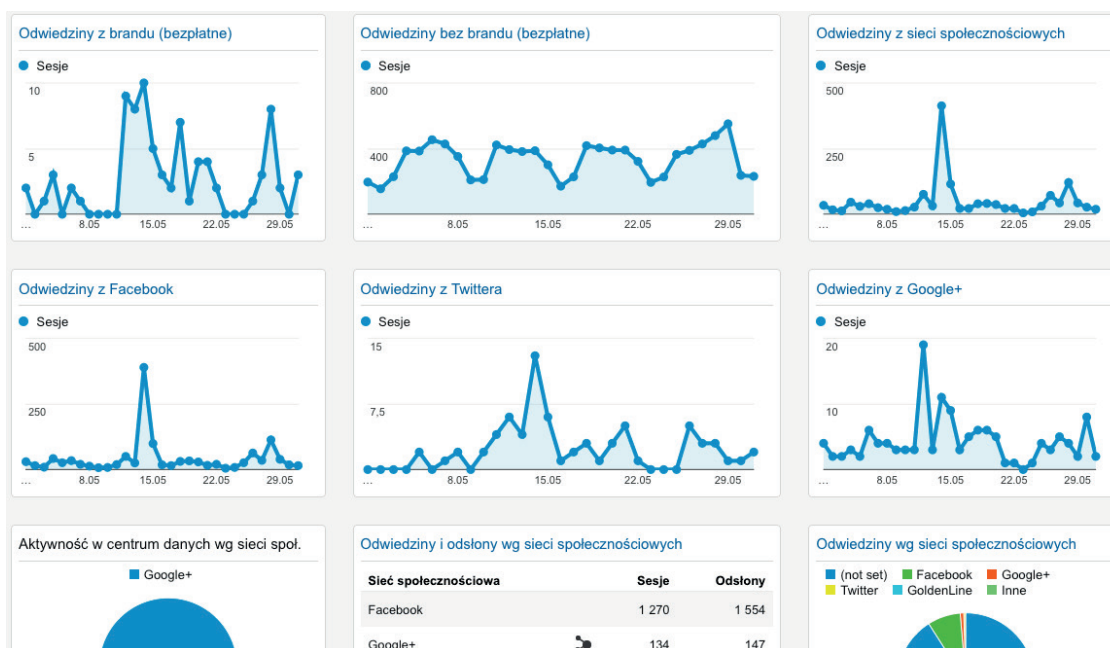 Odwiedziny z brandu (bezpłatne)
Sesje
10
5
... 8.05 15.05 22.05 29.05
Odwiedziny bez brandu (bezpłatne)
Sesje
800
400
... 8.05 15.05 22.05 29.05
Odwiedziny z sieci społecznościowych
Sesje
500
250
... 8.05 15.05 22.05 29.05
Odwiedziny z Facebook
Sesje
500
250
... 8.05 15.05 22.05 29.05
Odwiedziny z Twittera
Sesje
15
7,5
... 8.05 15.05 22.05 29.05
Odwiedziny z Google+
Sesje
20
10
... 8.05 15.05 22.05 29.05
Aktywność w centrum danych wg sieci społ.
Google+
Odwiedziny i odsłony wg sieci społecznościowych
Sieć społecznościowa Sesje Odsłony
Facebook 1 270 1 554
Google+ 134 147
Odwiedziny wg sieci społecznościowych
(not set) Facebook Google+
Twitter GoldenLine Inne